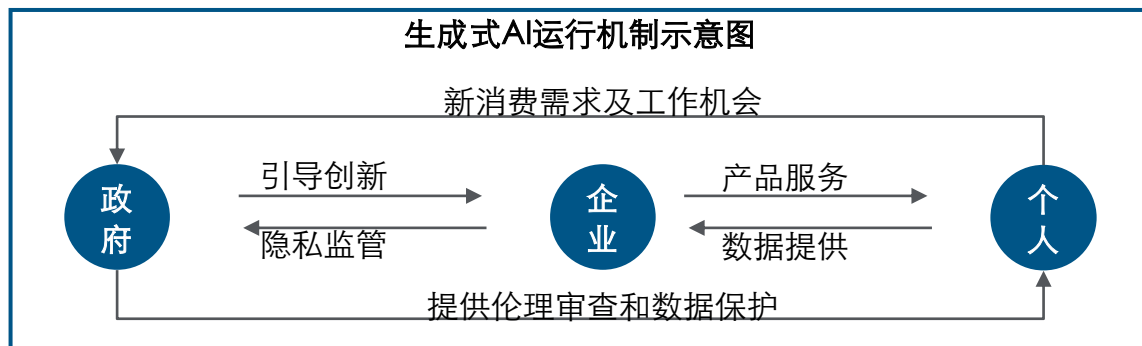 生成式AI运行机制示意图
新消费需求及工作机会
政府
引导创新
隐私监管
企业
产品服务
数据提供
个人
提供伦理审查和数据保护